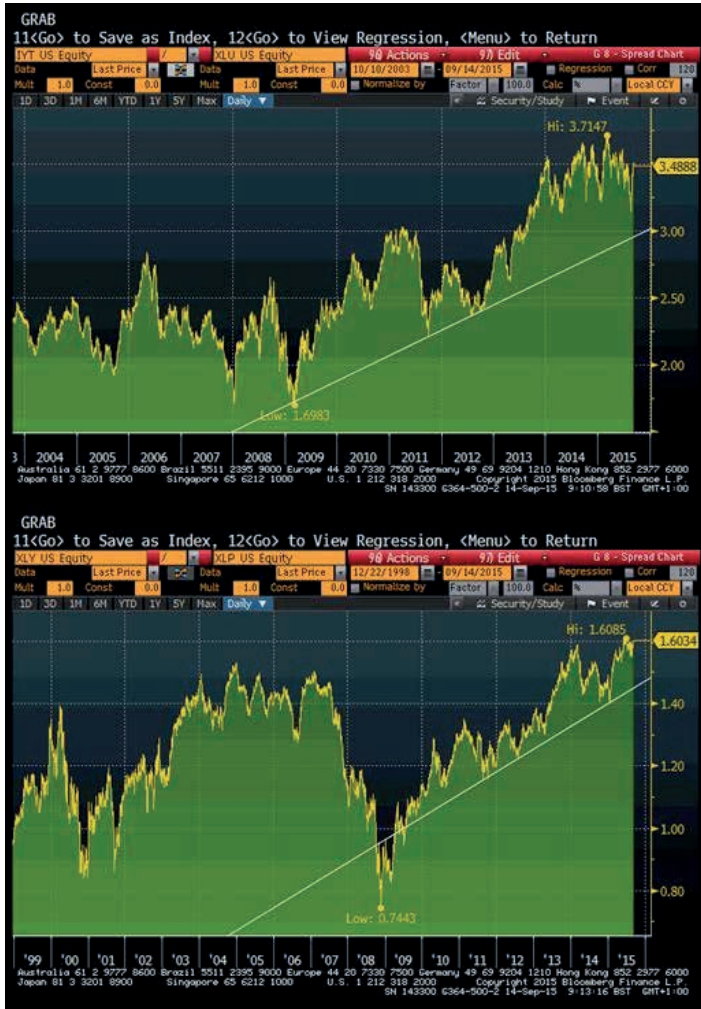 GRAB
11<Go> to Save as Index, 12<Go> to View Regression, <Menu> to Return
IYT US Equity / XLU US Equity 98) Actions 97) Edit G 8 - Spread Chart
Data Last Price Data Last Price 10/10/2003 - 09/14/2015 Regression Corr 120
Mult 1.0 Const 0.0 Mult 1.0 Const 0.0 Normalize by Factor 100.0 Calc % Local CCY
1D 3D 1M 6M YTD 1Y 5Y Max Daily ▼ Security/Study Event
Hi: 3.7147
3.4888
3.00
2.50
2.00
Low: 1.6983
3 2004 2005 2006 2007 2008 2009 2010 2011 2012 2013 2014 2015
Australia 61 2 9777 8600 Brazil 5511 2395 9000 Europe 44 20 7330 7500 Germany 49 69 9204 1210 Hong Kong 852 2977 6000
Japan 81 3 3201 8900 Singapore 65 6212 1000 U.S. 1 212 318 2000 Copyright 2015 Bloomberg Finance L.P.
SN 143300 G364-500-2 14-Sep-15 9:10:58 BST GMT+1:00
GRAB
11<Go> to Save as Index, 12<Go> to View Regression, <Menu> to Return
XLY US Equity / XLP US Equity 98) Actions 97) Edit G 8 - Spread Chart
Data Last Price Data Last Price 12/22/1998 - 09/14/2015 Regression Corr 120
Mult 1.0 Const 0.0 Mult 1.0 Const 0.0 Normalize by Factor 100.0 Calc % Local CCY
1D 3D 1M 6M YTD 1Y 5Y Max Daily ▼ Security/Study Event
Hi: 1.6085
1.6034
1.40
1.20
1.00
0.80
Low: 0.7443
'99 '00 '01 '02 '03 '04 '05 '06 '07 '08 '09 '10 '11 '12 '13 '14 '15
Australia 61 2 9777 8600 Brazil 5511 2395 9000 Europe 44 20 7330 7500 Germany 49 69 9204 1210 Hong Kong 852 2977 6000
Japan 81 3 3201 8900 Singapore 65 6212 1000 U.S. 1 212 318 2000 Copyright 2015 Bloomberg Finance L.P.
SN 143300 G364-500-2 14-Sep-15 9:13:16 BST GMT+1:00